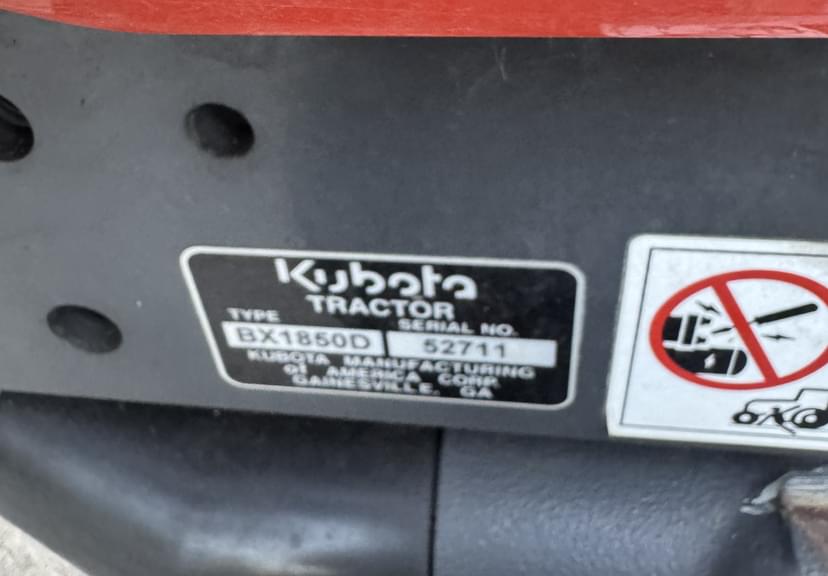 Kubota
TRACTOR
TYPE SERIAL NO.
BX1850D 52711
KUBOTA MANUFACTURING
of AMERICA CORP.
GAINESVILLE, GA